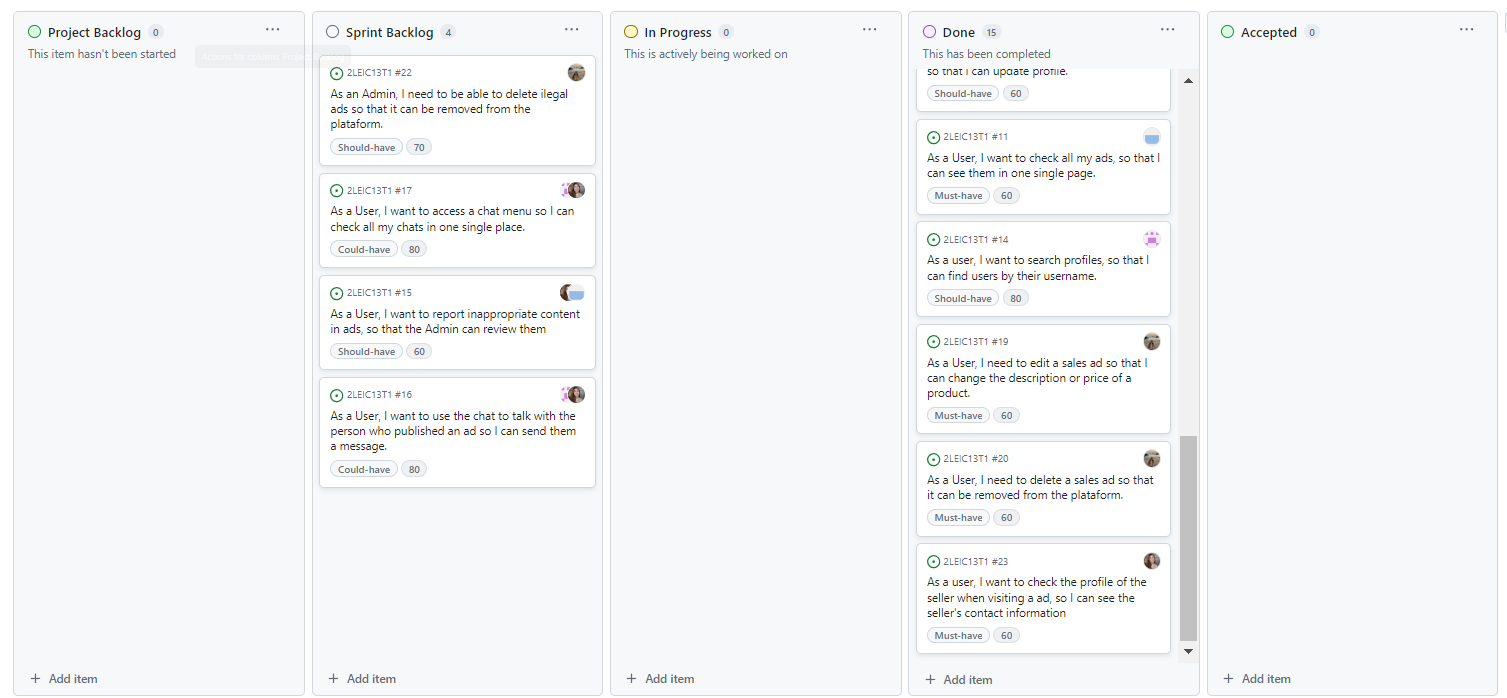 Project Backlog 0 ...
This item hasn't been started
+ Add item
Sprint Backlog 4 ...
2LEIC13T1 #22
As an Admin, I need to be able to delete ilegal
ads so that it can be removed from the
plataform.
Should-have 70
2LEIC13T1 #17
As a User, I want to access a chat menu so I can
check all my chats in one single place.
Could-have 80
2LEIC13T1 #15
As a User, I want to report inappropriate content
in ads, so that the Admin can review them
Should-have 60
2LEIC13T1 #16
As a User, I want to use the chat to talk with the
person who published an ad so I can send them
a message.
Could-have 80
+ Add item
In Progress 0 ...
This is actively being worked on
+ Add item
Done 15 ...
This has been completed
so that I can update profile.
Should-have 60
2LEIC13T1 #11
As a User, I want to check all my ads, so that I
can see them in one single page.
Must-have 60
2LEIC13T1 #14
As a user, I want to search profiles, so that I
can find users by their username.
Should-have 80
2LEIC13T1 #19
As a User, I need to edit a sales ad so that I
can change the description or price of a
product.
Must-have 60
2LEIC13T1 #20
As a User, I need to delete a sales ad so that
it can be removed from the plataform.
Must-have 60
2LEIC13T1 #23
As a user, I want to check the profile of the
seller when visiting a ad, so I can see the
seller's contact information
Must-have 60
+ Add item
Accepted 0 ...
+ Add item